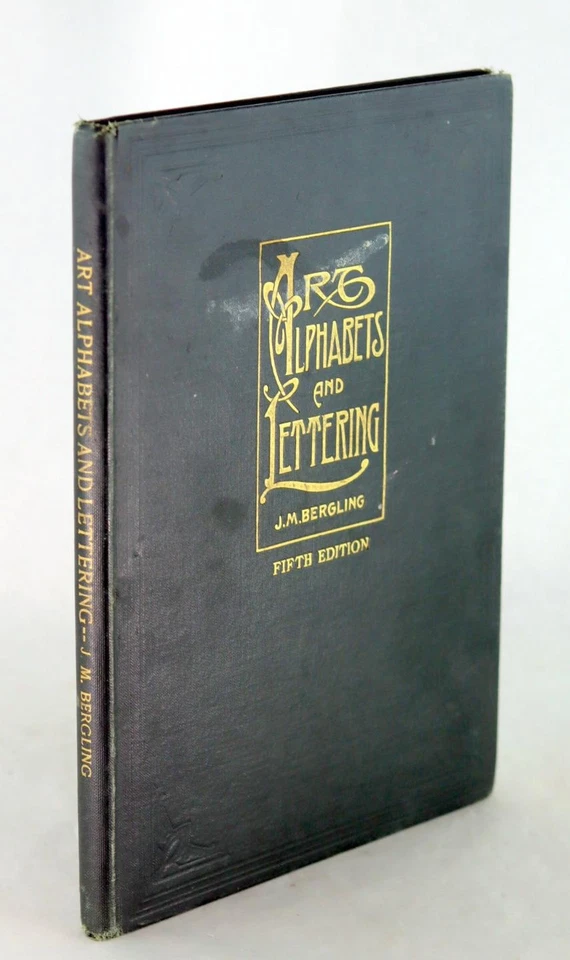 ART ALPHABETS AND LETTERING -- J. M. BERGLING
ART
ALPHABETS
AND
LETTERING
J.M.BERGLING
FIFTH EDITION